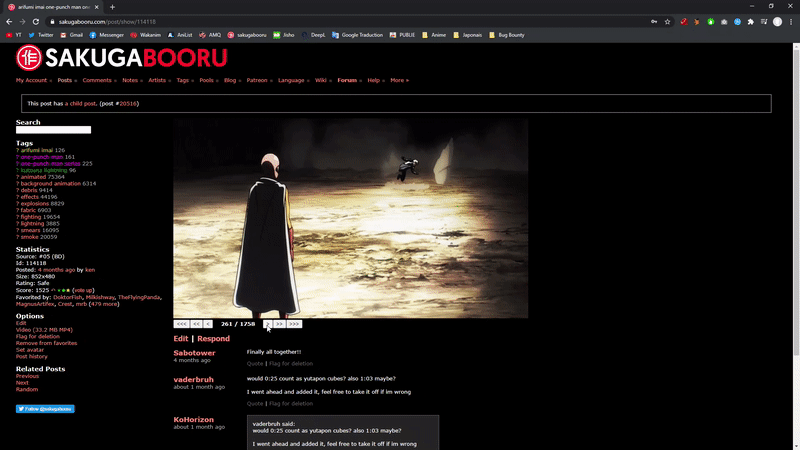 arifumi imai one-punch man one
sakugabooru.com/post/show/114118
YT Twitter Gmail Messenger Wakanim AniList AMQ sakugabooru Jisho DeepL Google Traduction PUBLIE Anime Japonais Bug Bounty
SAKUGABOORU
My Account » Posts » Comments » Notes » Artists » Tags » Pools » Blog » Patreon » Language » Wiki » Forum » Help » More »
This post has a child post. (post #20516)
Search
Tags
? arifumi imai 126
? one-punch man 161
? one-punch man series 225
? kutsuna lightning 96
? animated 75364
? background animation 6314
? debris 9414
? effects 44196
? explosions 8829
? fabric 6903
? fighting 19654
? lightning 3885
? smears 16095
? smoke 20059
Statistics
Source: #05 (BD)
Id: 114118
Posted: 4 months ago by ken
Size: 852x480
Rating: Safe
Score: 1525 (vote up)
Favorited by: DoktorFish, Milkishway, TheFlyingPanda, MagnusArtifex, Crest, mrb (479 more)
Options
Edit
Video (33.2 MB MP4)
Flag for deletion
Remove from favorites
Set avatar
Post history
Related Posts
Previous
Next
Random
Follow @sakugabooru
<<< << < 261 / 1758 > >> >>>
Edit | Respond
Sabotower
4 months ago
Finally all together!!
Quote | Flag for deletion
vaderbruh
about 1 month ago
would 0:25 count as yutapon cubes? also 1:03 maybe?
I went ahead and added it, feel free to take it off if im wrong
Quote | Flag for deletion
KoHorizon
about 1 month ago
vaderbruh said:
would 0:25 count as yutapon cubes? also 1:03 maybe?
I went ahead and added it, feel free to take it off if im wrong